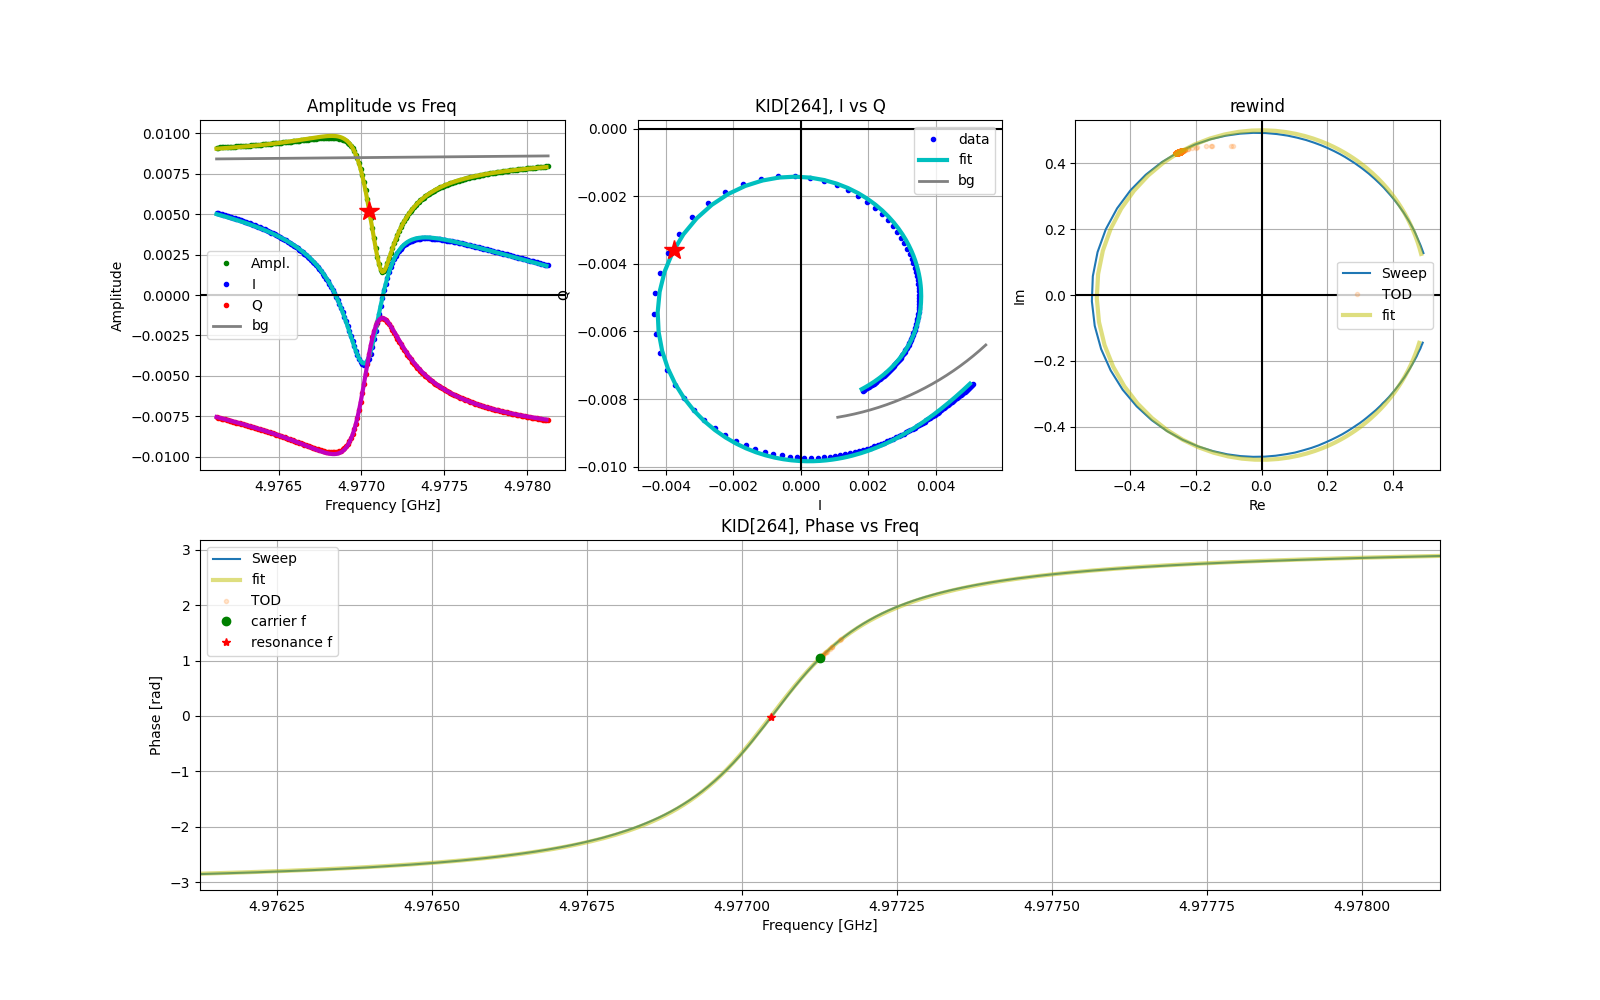 Amplitude vs Freq
Amplitude
0.0100
0.0075
0.0050
0.0025
0.0000
−0.0025
−0.0050
−0.0075
−0.0100
Ampl.
I
Q
bg
4.9765
4.9770
4.9775
4.9780
Frequency [GHz]
KID[264], I vs Q
Q
0.000
−0.002
−0.004
−0.006
−0.008
−0.010
data
fit
bg
−0.004
−0.002
0.000
0.002
0.004
I
rewind
Im
0.4
0.2
0.0
−0.2
−0.4
Sweep
TOD
fit
−0.4
−0.2
0.0
0.2
0.4
Re
KID[264], Phase vs Freq
Phase [rad]
3
2
1
0
−1
−2
−3
Sweep
fit
TOD
carrier f
resonance f
4.97625
4.97650
4.97675
4.97700
4.97725
4.97750
4.97775
4.97800
Frequency [GHz]